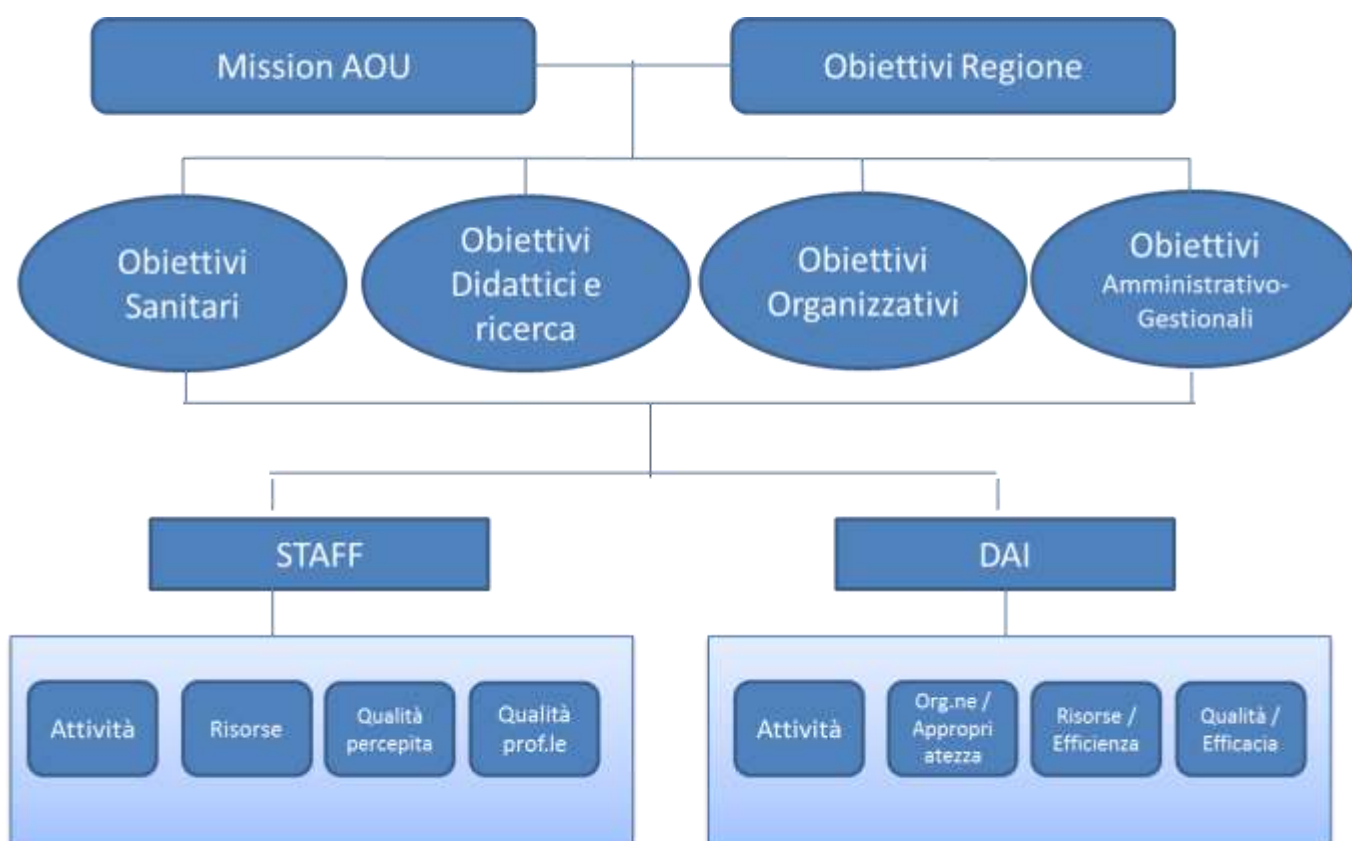 Mission AOU
Obiettivi Regione
Obiettivi
Sanitari
Obiettivi
Didattici e
ricerca
Obiettivi
Organizzativi
Obiettivi
Amministrativo-
Gestionali
STAFF
DAI
Attività
Risorse
Qualità
percepita
Qualità
prof.le
Attività
Org.ne /
Appropri
atezza
Risorse /
Efficienza
Qualità /
Efficacia